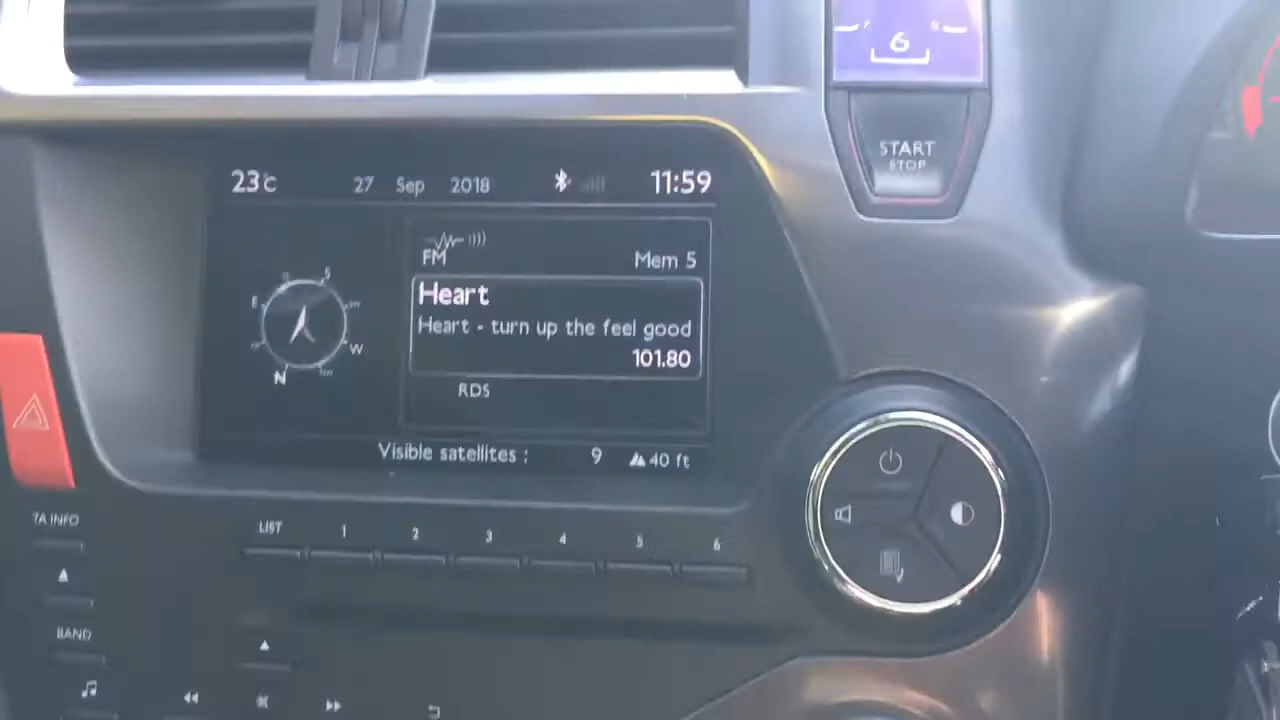 6
START
STOP
23°C 27 Sep 2018 11:59
FM Mem 5
Heart
Heart - turn up the feel good
101.80
RDS
S
E
W
N
Visible satellites : 9 40 ft
TA INFO
LIST 1 2 3 4 5 6
BAND